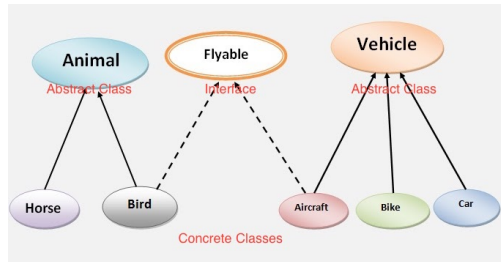 Animal
Flyable
Vehicle
Abstract Class
Interface
Abstract Class
Horse
Bird
Aircraft
Bike
Car
Concrete Classes